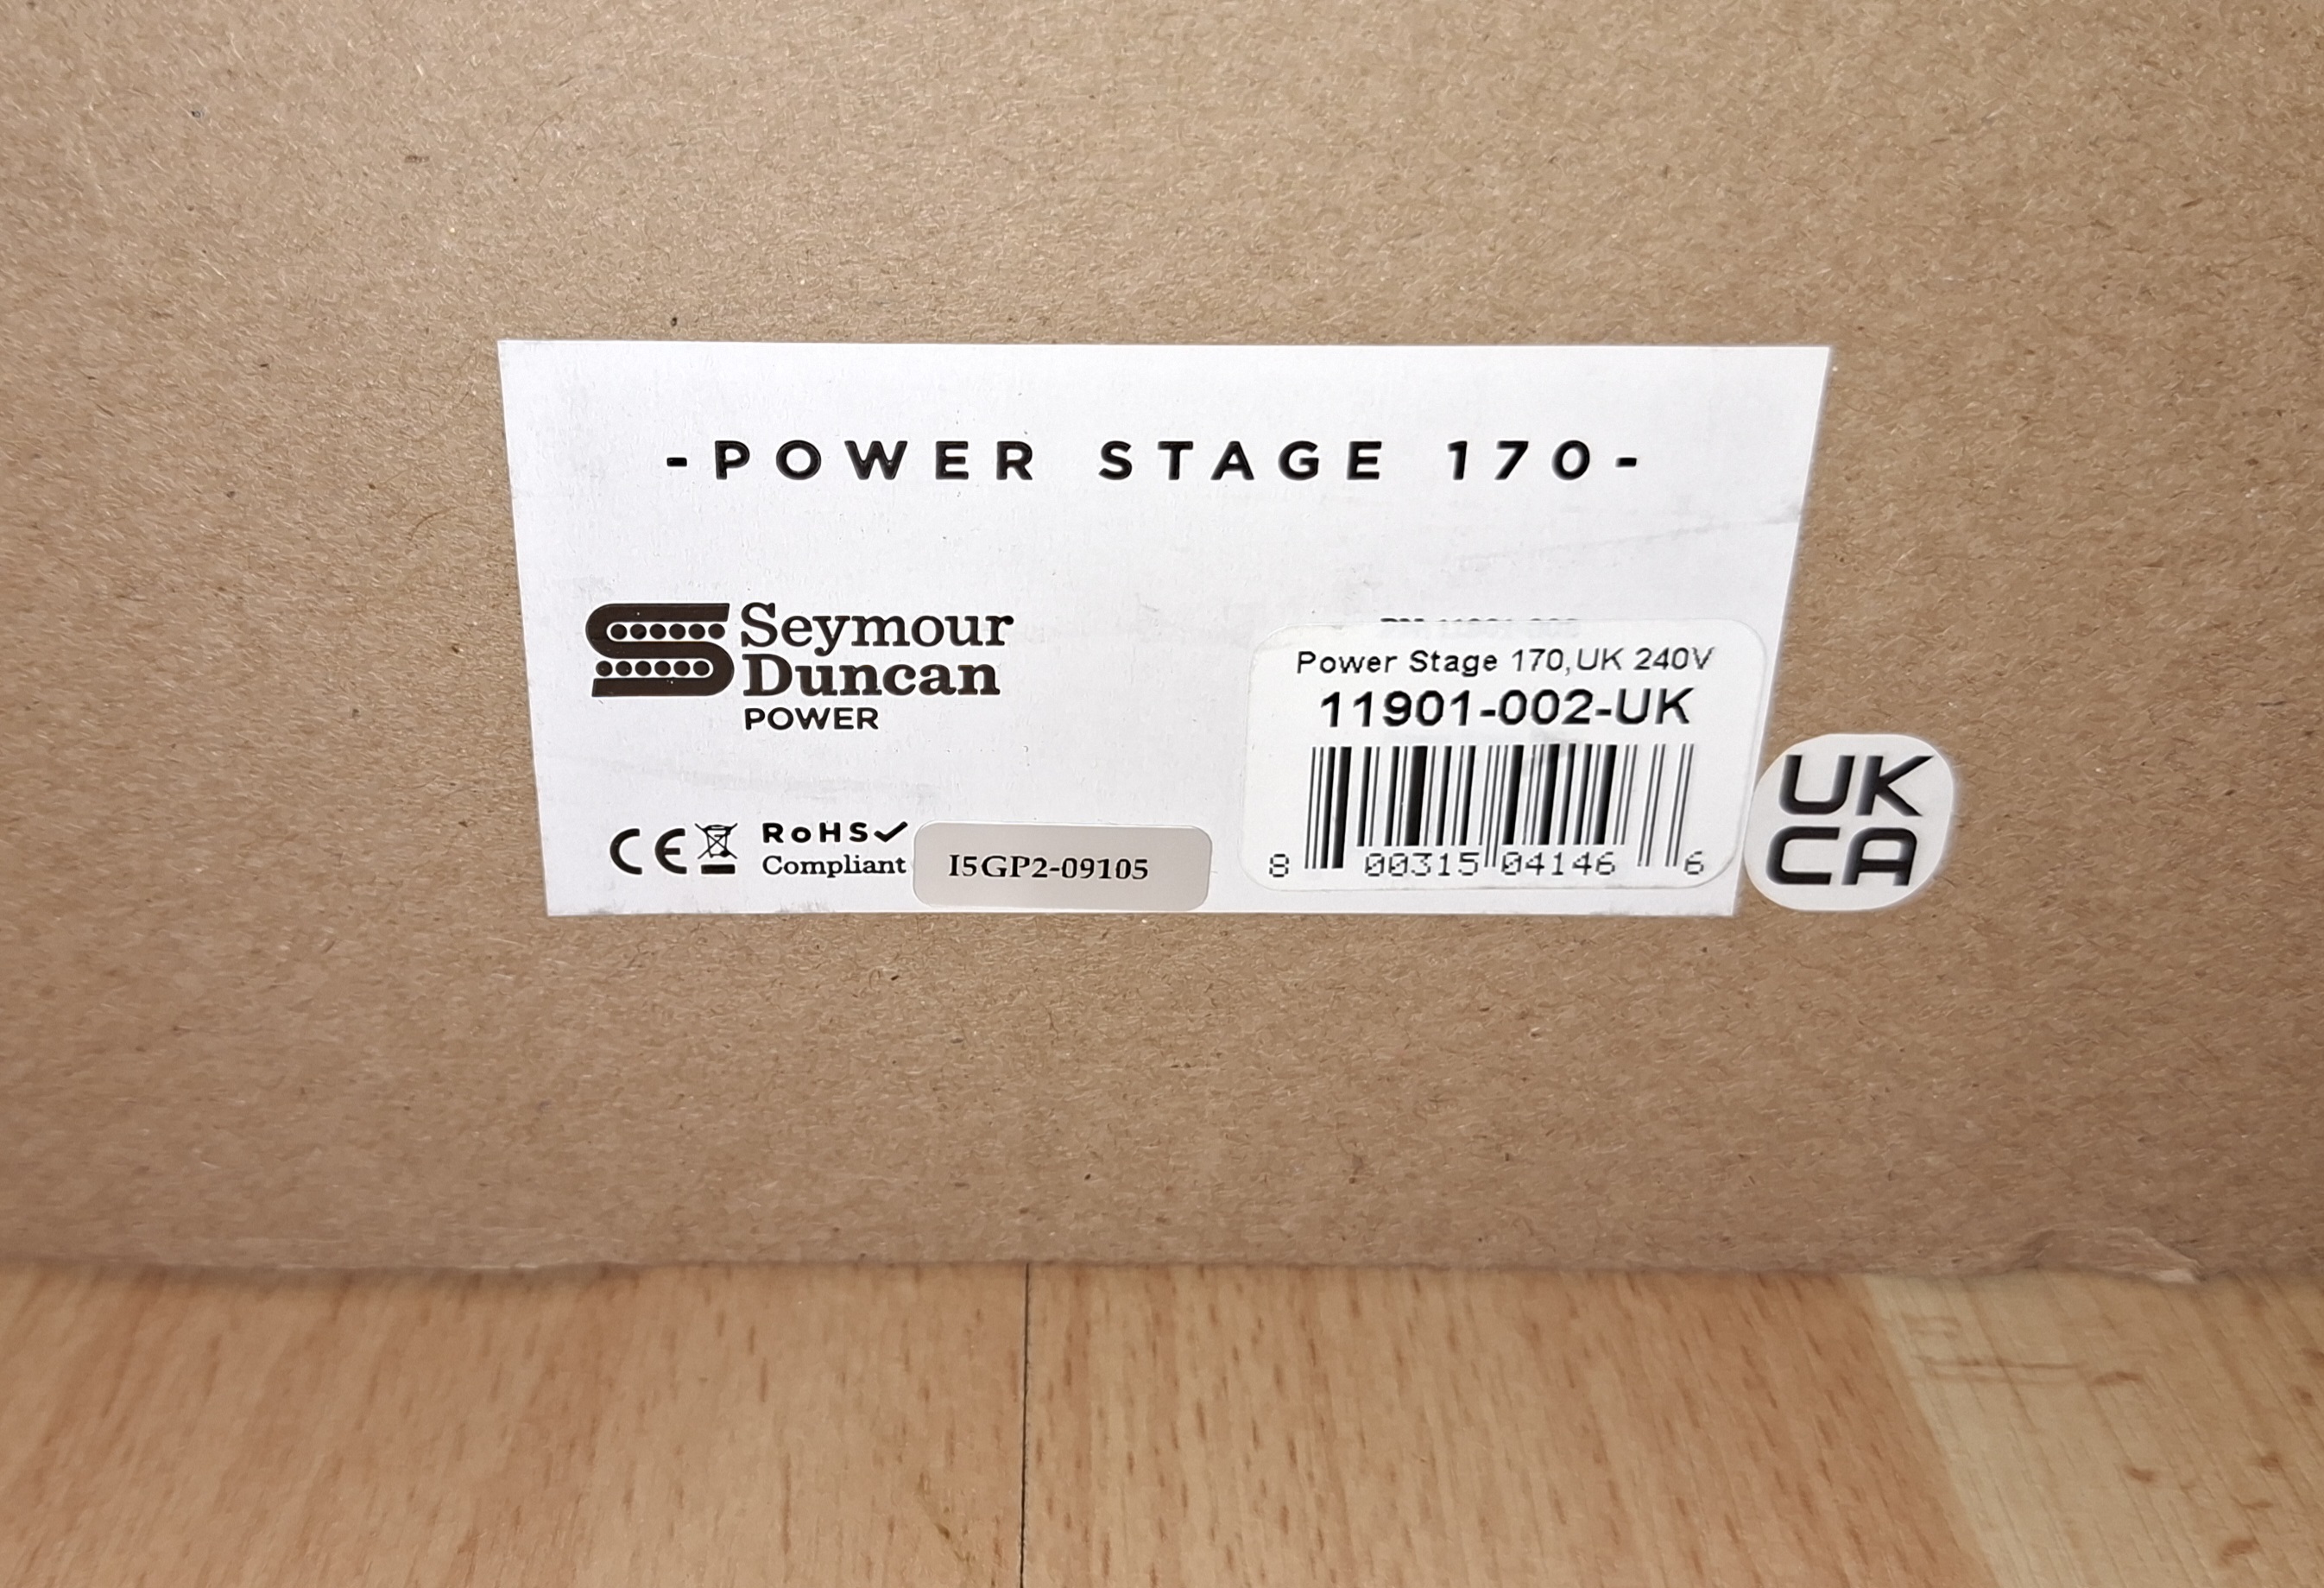 -POWER STAGE 170-
Seymour
Duncan
POWER
Power Stage 170,UK 240V
11901-002-UK
8 00315 04146 6
CE
RoHS✓
Compliant
I5GP2-09105
UK
CA